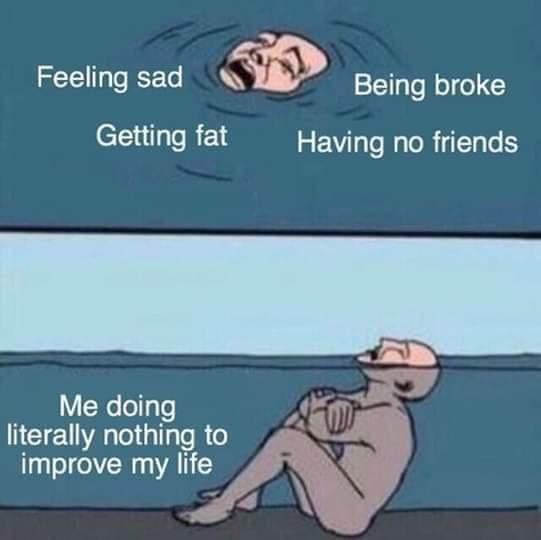 Feeling sad
Being broke
Getting fat
Having no friends
Me doing
literally nothing to
improve my life